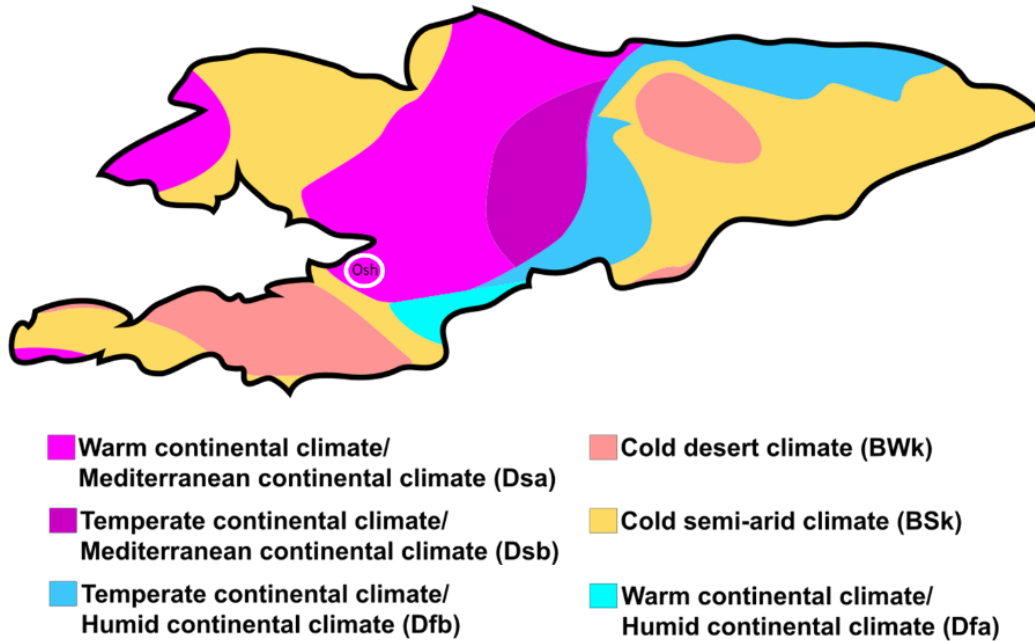 Osh
Warm continental climate/
Mediterranean continental climate (Dsa)
Temperate continental climate/
Mediterranean continental climate (Dsb)
Temperate continental climate/
Humid continental climate (Dfb)
Cold desert climate (BWk)
Cold semi-arid climate (BSk)
Warm continental climate/
Humid continental climate (Dfa)